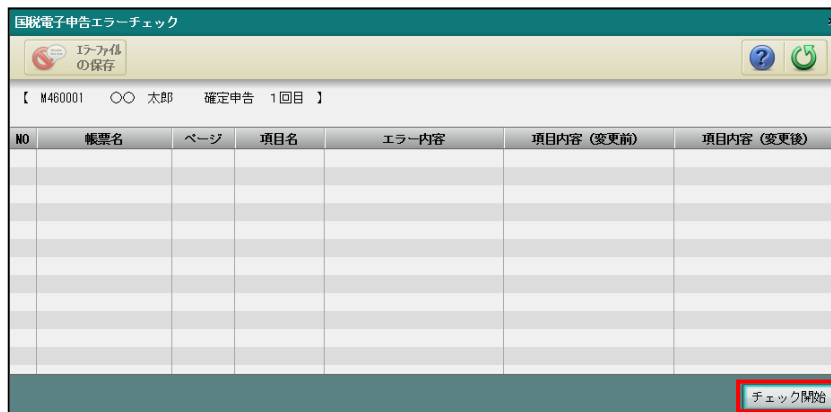 国税電子申告エラーチェック
ｴﾗｰﾌｧｲﾙ
の保存
【 M460001 〇〇 太郎 確定申告 1回目 】
NO 帳票名 ページ 項目名 エラー内容 項目内容（変更前） 項目内容（変更後）
チェック開始